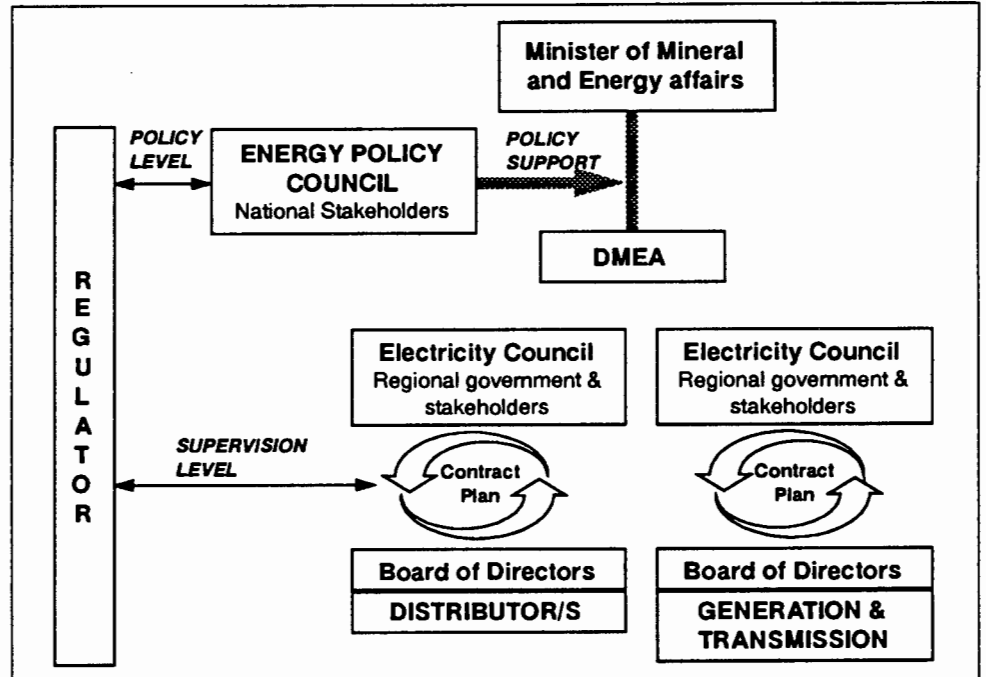 Minister of Mineral
and Energy affairs
POLICY
LEVEL
ENERGY POLICY
COUNCIL
National Stakeholders
POLICY
SUPPORT
DMEA
REGULATOR
Electricity Council
Regional government &
stakeholders
Electricity Council
Regional government &
stakeholders
SUPERVISION
LEVEL
Contract
Plan
Contract
Plan
Board of Directors
DISTRIBUTOR/S
Board of Directors
GENERATION &
TRANSMISSION